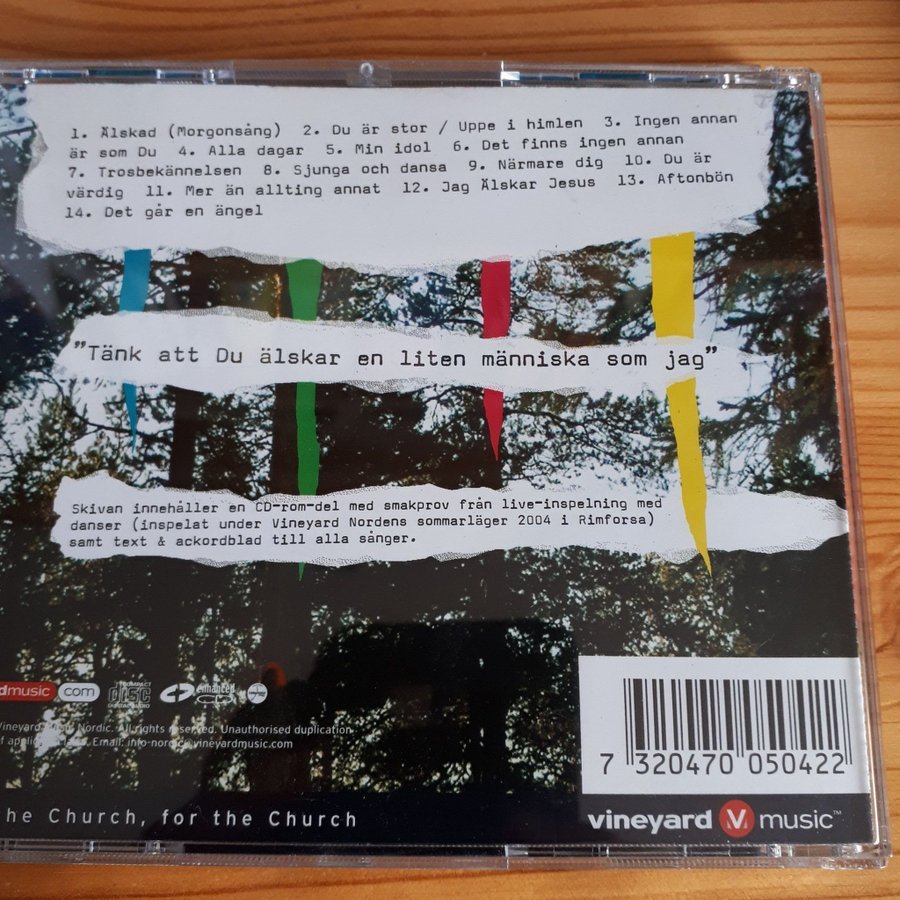 1. Älskad (Morgonsång) 2. Du är stor / Uppe i himlen 3. Ingen annan
är som Du 4. Alla dagar 5. Min idol 6. Det finns ingen annan
7. Trosbekännelsen 8. Sjunga och dansa 9. Närmare dig 10. Du är
värdig 11. Mer än allting annat 12. Jag Älskar Jesus 13. Aftonbön
14. Det går en ängel
"Tänk att Du älskar en liten människa som jag"
Skivan innehåller en CD-rom-del med smakprov från live-inspelning med
danser (inspelat under Vineyard Nordens sommarläger 2004 i Rimforsa)
samt text & ackordblad till alla sånger.
dmusic com COMPACT disc DIGITAL AUDIO enhanced
Vineyard Music Nordic. All rights reserved. Unauthorised duplication
Email: info-nordic@vineyardmusic.com
7 320470 050422
he Church, for the Church
vineyard V music™